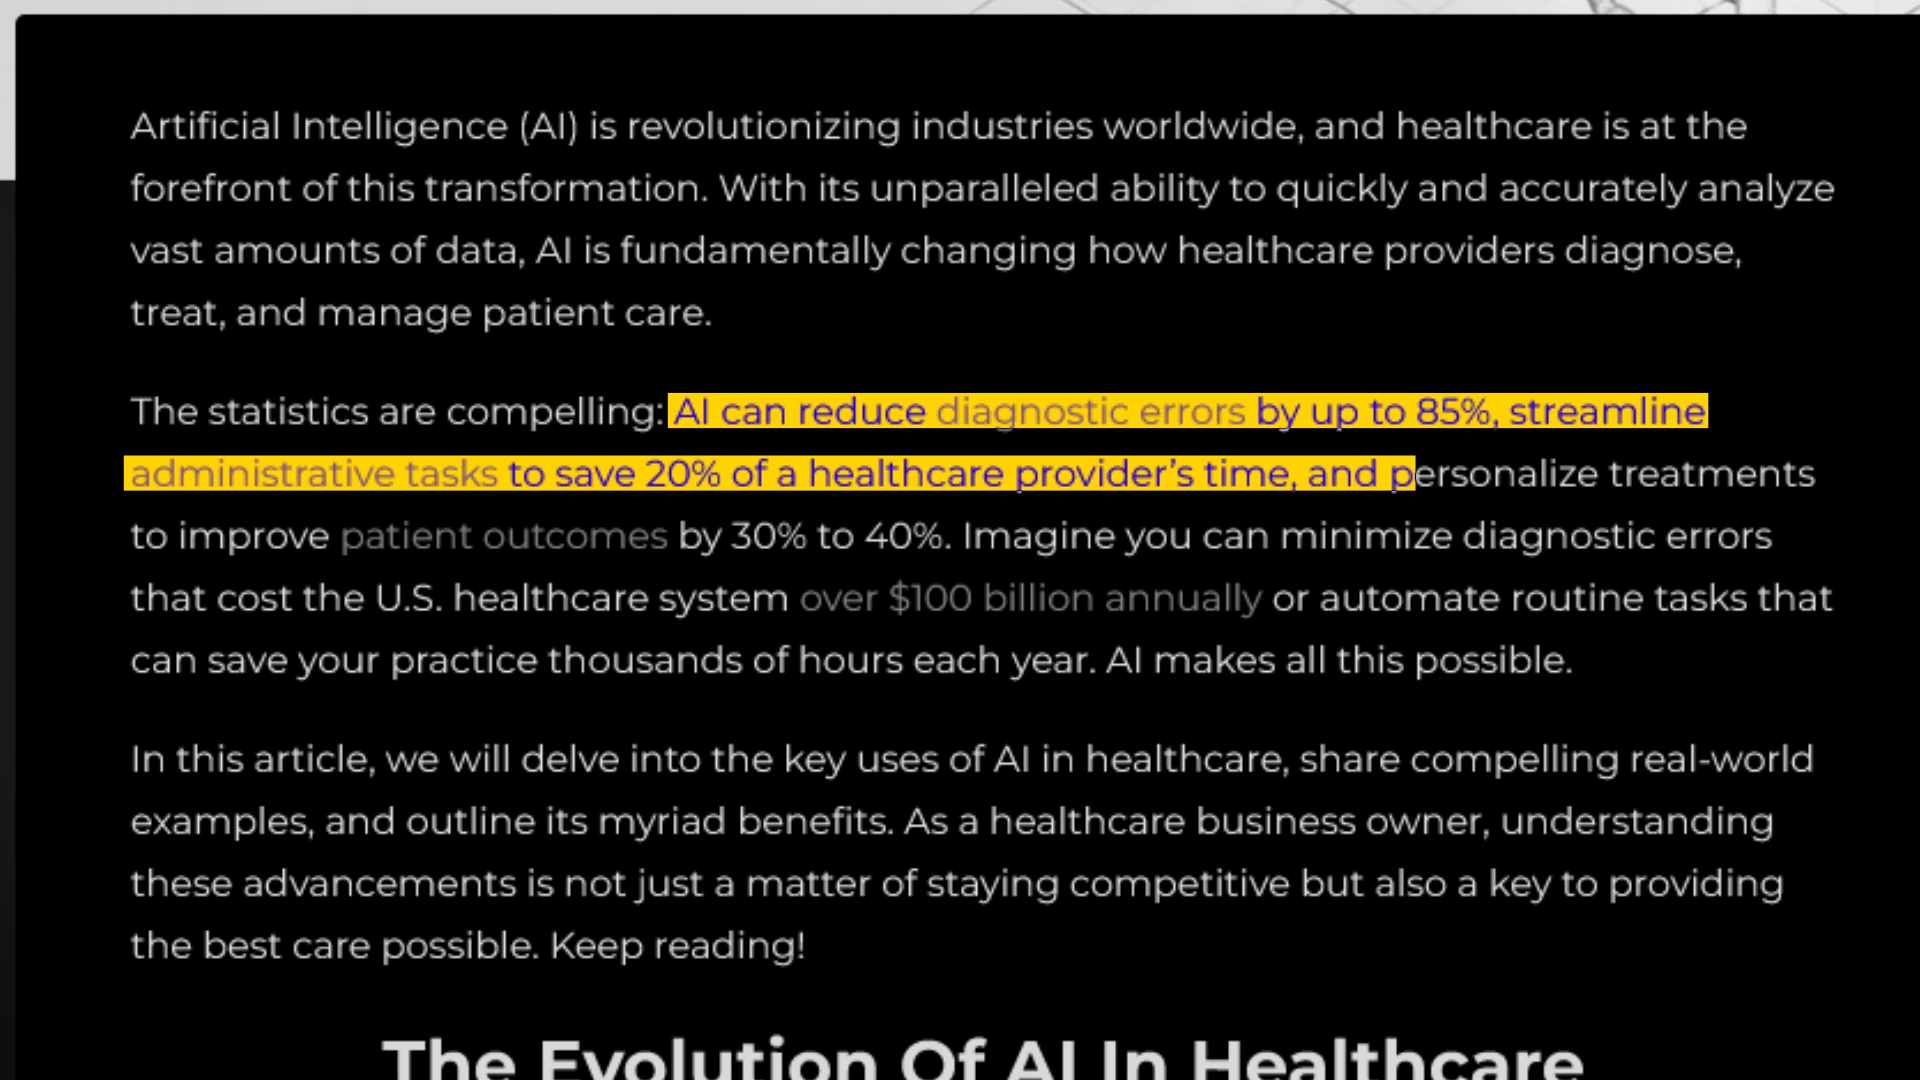 Artificial Intelligence (AI) is revolutionizing industries worldwide, and healthcare is at the
forefront of this transformation. With its unparalleled ability to quickly and accurately analyze
vast amounts of data, AI is fundamentally changing how healthcare providers diagnose,
treat, and manage patient care.
The statistics are compelling: AI can reduce diagnostic errors by up to 85%, streamline
administrative tasks to save 20% of a healthcare provider’s time, and personalize treatments
to improve patient outcomes by 30% to 40%. Imagine you can minimize diagnostic errors
that cost the U.S. healthcare system over $100 billion annually or automate routine tasks that
can save your practice thousands of hours each year. AI makes all this possible.
In this article, we will delve into the key uses of AI in healthcare, share compelling real-world
examples, and outline its myriad benefits. As a healthcare business owner, understanding
these advancements is not just a matter of staying competitive but also a key to providing
the best care possible. Keep reading!
The Evolution Of AI In Healthcare